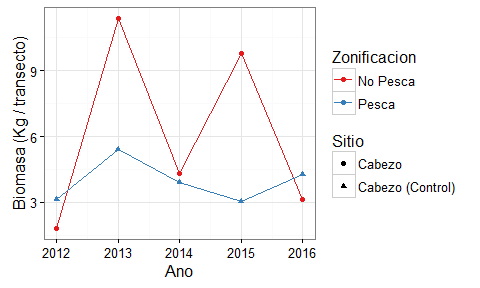 9
6
3
Biomasa (Kg / transecto)
2012 2013 2014 2015 2016
Ano
Zonificacion
No Pesca
Pesca
Sitio
Cabezo
Cabezo (Control)